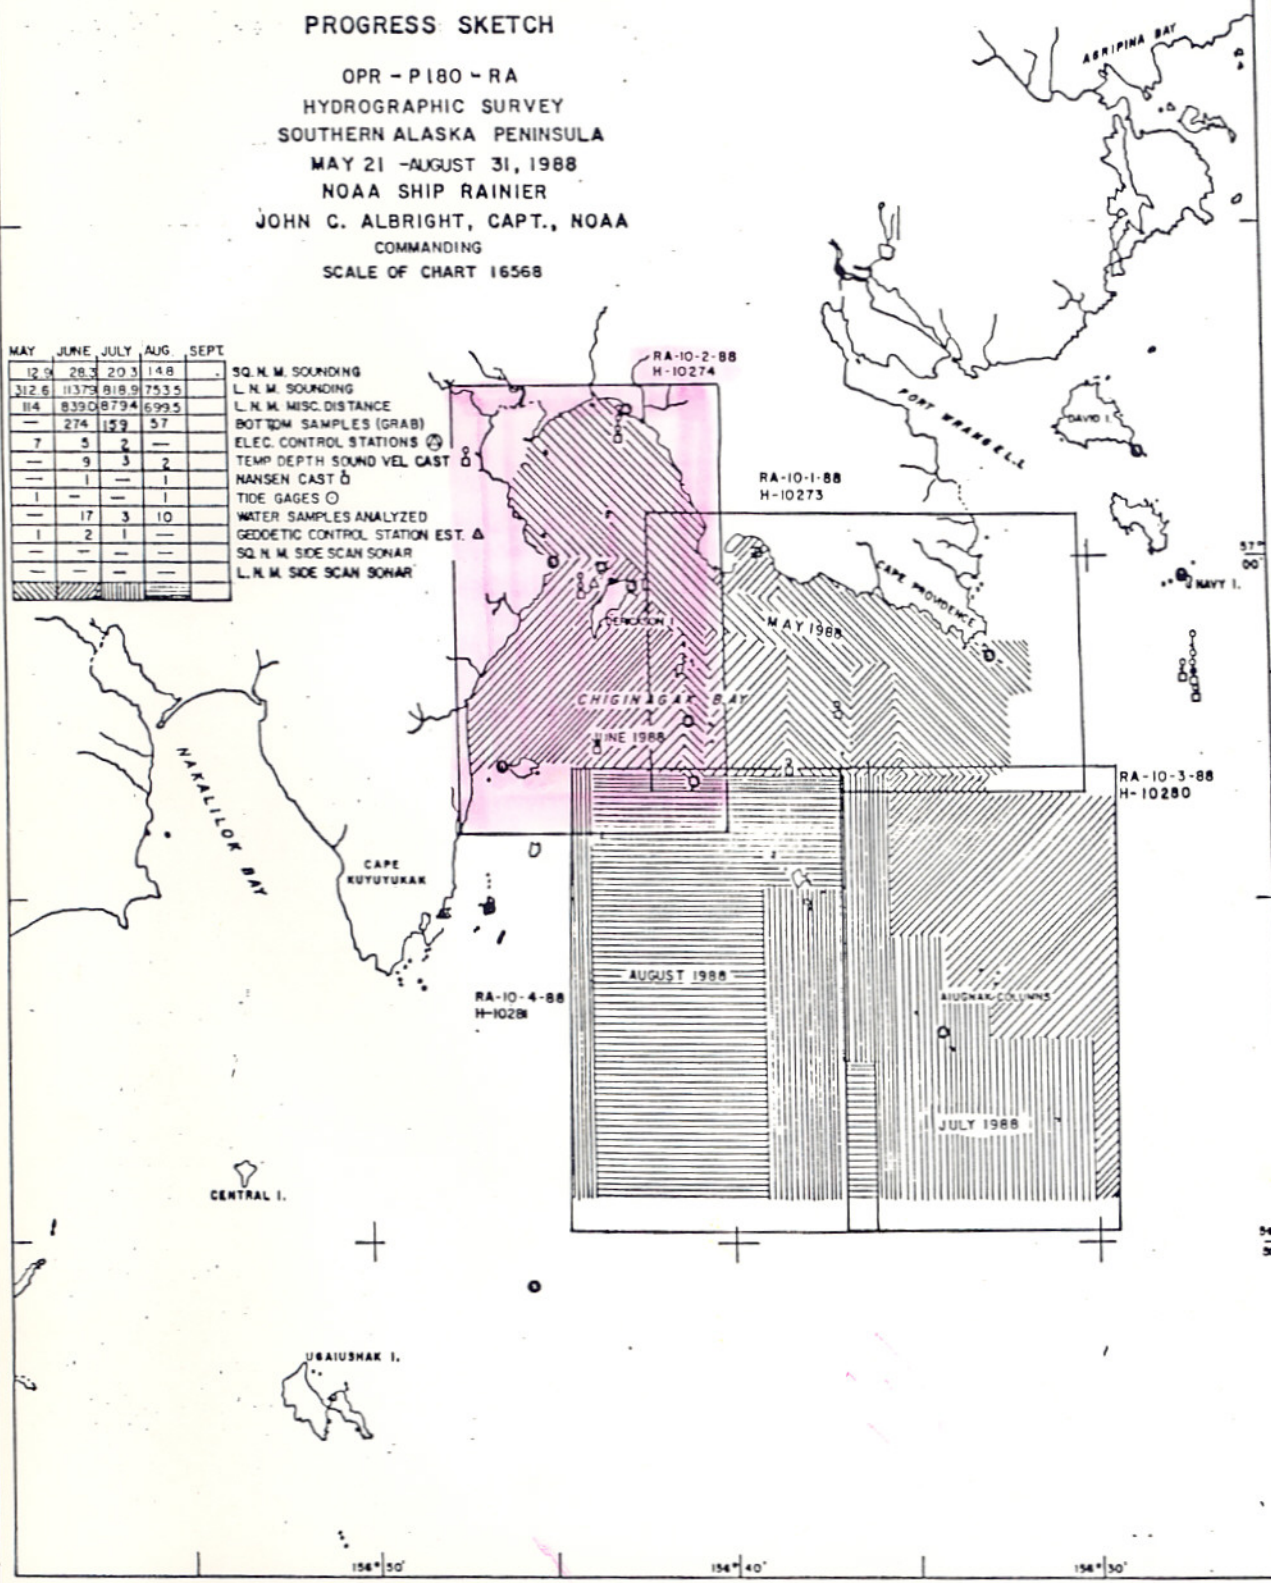 PROGRESS SKETCH
OPR - P180 - RA
HYDROGRAPHIC SURVEY
SOUTHERN ALASKA PENINSULA
MAY 21 - AUGUST 31, 1988
NOAA SHIP RAINIER
JOHN C. ALBRIGHT, CAPT., NOAA
COMMANDING
SCALE OF CHART 16568
AGRIPINA BAY
MAY JUNE JULY AUG. SEPT.
12.9 28.3 20.3 14.8 SQ. N. M. SOUNDING
312.6 1137.9 818.9 753.5 L. N. M. SOUNDING
114 839.0 879.4 699.5 L. N. M. MISC. DISTANCE
— 274 159 57 BOTTOM SAMPLES (GRAB)
7 5 2 — ELEC. CONTROL STATIONS
— 9 3 2 TEMP DEPTH SOUND VEL CAST
— 1 — 1 NANSEN CAST
1 — — 1 TIDE GAGES
— 17 3 10 WATER SAMPLES ANALYZED
1 2 1 — GEODETIC CONTROL STATION EST.
— — — — SQ. N. M. SIDE SCAN SONAR
— — — — L. N. M. SIDE SCAN SONAR
RA-10-2-88
H-10274
PORT WRANGELL
DAVID I.
RA-10-1-88
H-10273
57°
00'
NAVY I.
CAPE PROVIDENCE
ERICKSON I.
MAY 1988
CHIGINAGAK BAY
JUNE 1988
NAKALILOK BAY
RA-10-3-88
H-10280
CAPE
KUYUYUKAK
AUGUST 1988
RA-10-4-88
H-10281
AIUGNAK COLUMNS
JULY 1988
CENTRAL I.
UGAIUSHAK I.
156° 50'
156° 40'
156° 30'